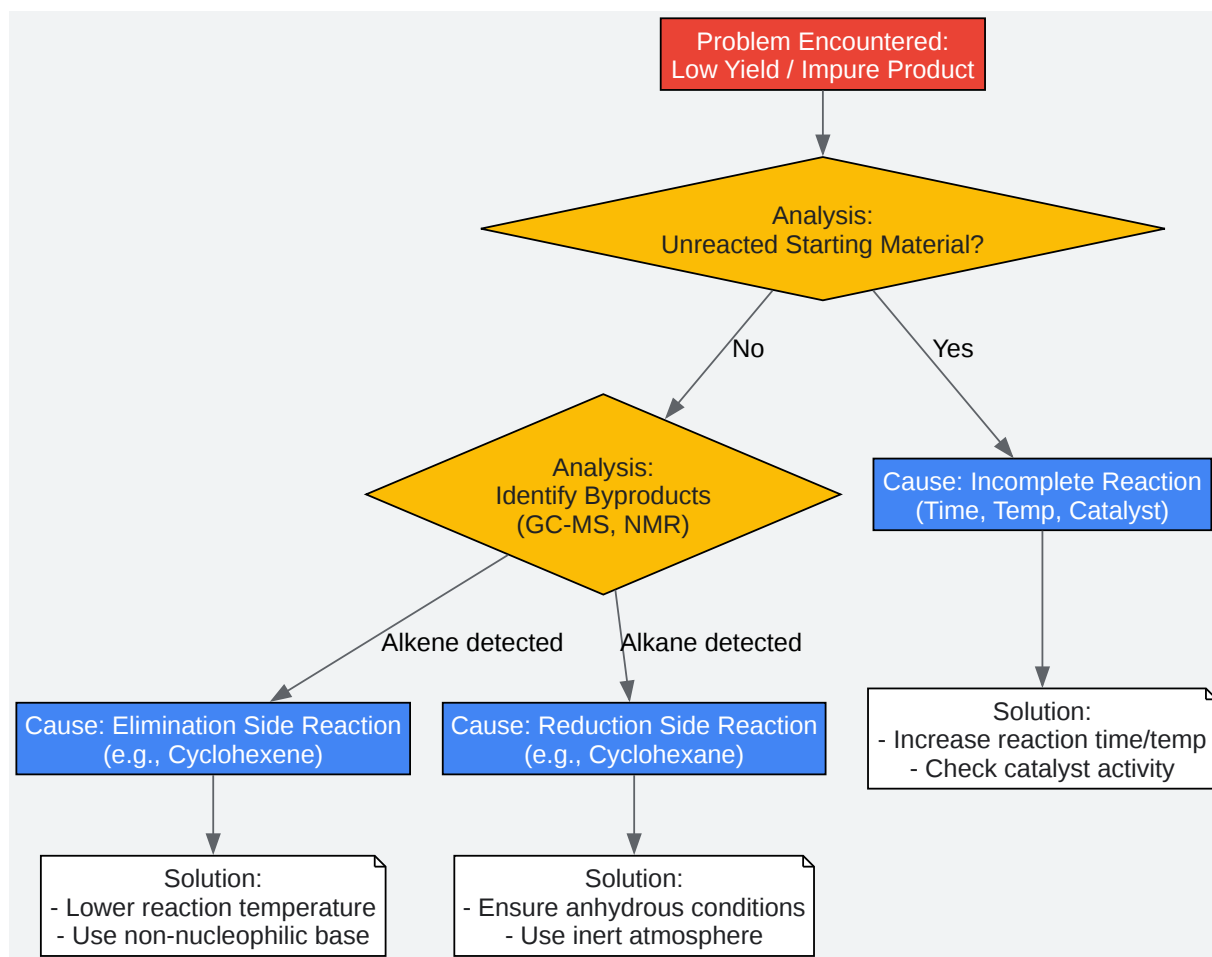 Problem Encountered:
Low Yield / Impure Product
Analysis:
Unreacted Starting Material?
No
Yes
Analysis:
Identify Byproducts
(GC-MS, NMR)
Cause: Incomplete Reaction
(Time, Temp, Catalyst)
Alkene detected
Alkane detected
Cause: Elimination Side Reaction
(e.g., Cyclohexene)
Cause: Reduction Side Reaction
(e.g., Cyclohexane)
Solution:
- Increase reaction time/temp
- Check catalyst activity
Solution:
- Lower reaction temperature
- Use non-nucleophilic base
Solution:
- Ensure anhydrous conditions
- Use inert atmosphere